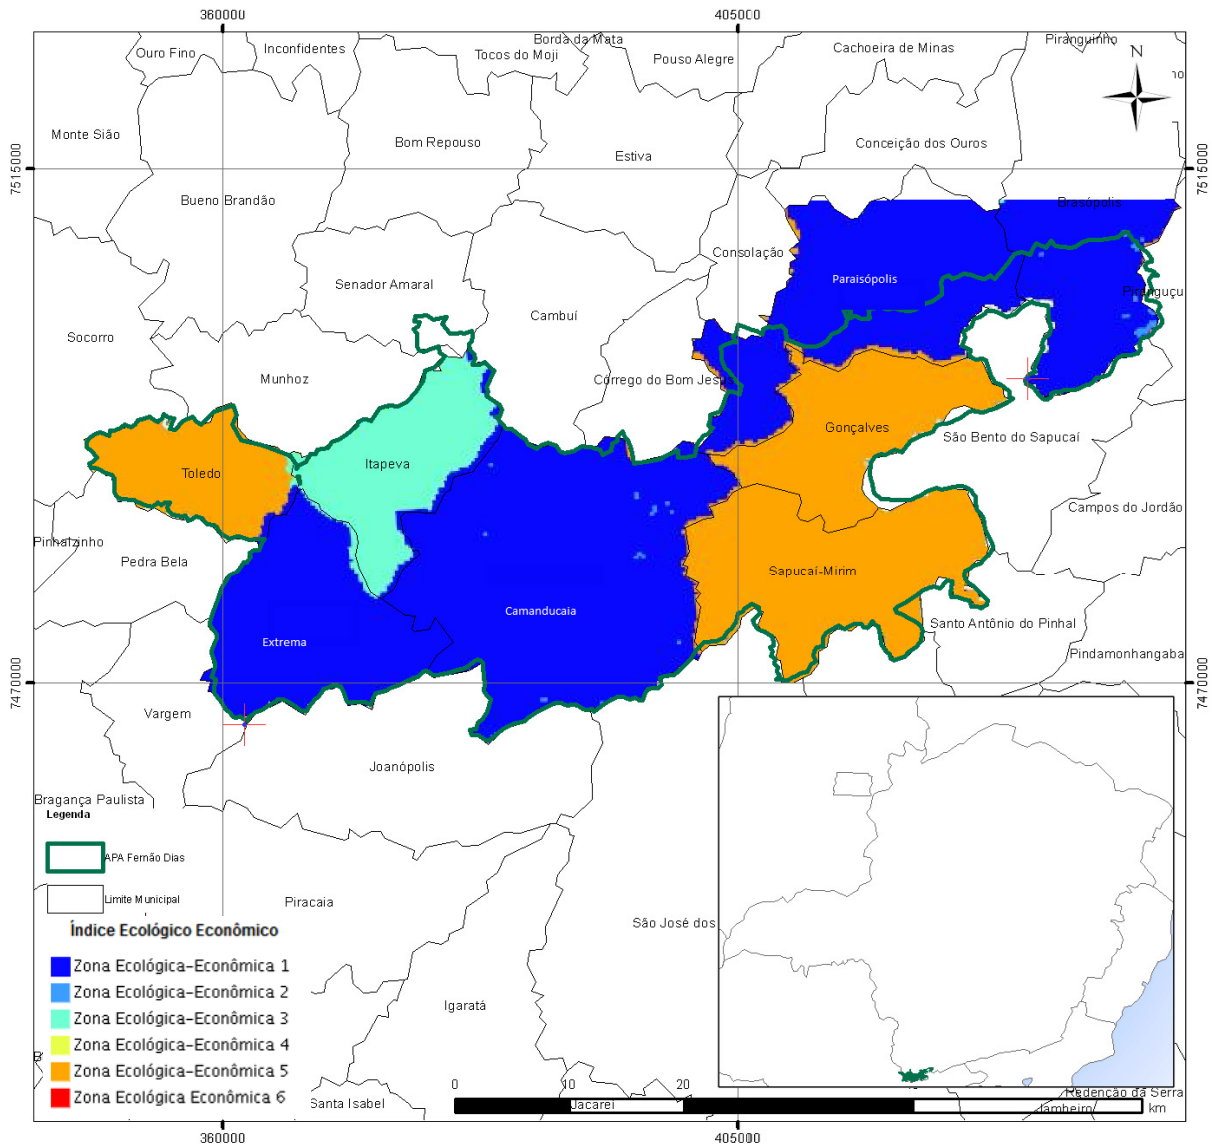 360000
405000
Ouro Fino
Inconfidentes
Borda da Mata
Tocos do Moji
Pouso Alegre
Cachoeira de Minas
Piranguinho
N
Monte Sião
Bom Repouso
Estiva
Conceição dos Ouros
7515000
7515000
Bueno Brandão
Brasópolis
Consolação
Senador Amaral
Paraisópolis
Piranguçu
Socorro
Cambuí
Munhoz
Córrego do Bom Jesus
Gonçalves
São Bento do Sapucaí
Toledo
Itapeva
Campos do Jordão
Pinhalzinho
Pedra Bela
Sapucaí-Mirim
Camanducaia
Santo Antônio do Pinhal
Extrema
Pindamonhangaba
7470000
7470000
Vargem
Joanópolis
Bragança Paulista
Legenda
APA Fernão Dias
Limite Municipal
Piracaia
São José dos
Índice Ecológico Econômico
Zona Ecológica-Econômica 1
Zona Ecológica-Econômica 2
Zona Ecológica-Econômica 3
Zona Ecológica-Econômica 4
Zona Ecológica-Econômica 5
Zona Ecológica Econômica 6
Igaratá
Santa Isabel
0
10
20
Jacareí
Redenção da Serra
Jambeiro
km
360000
405000